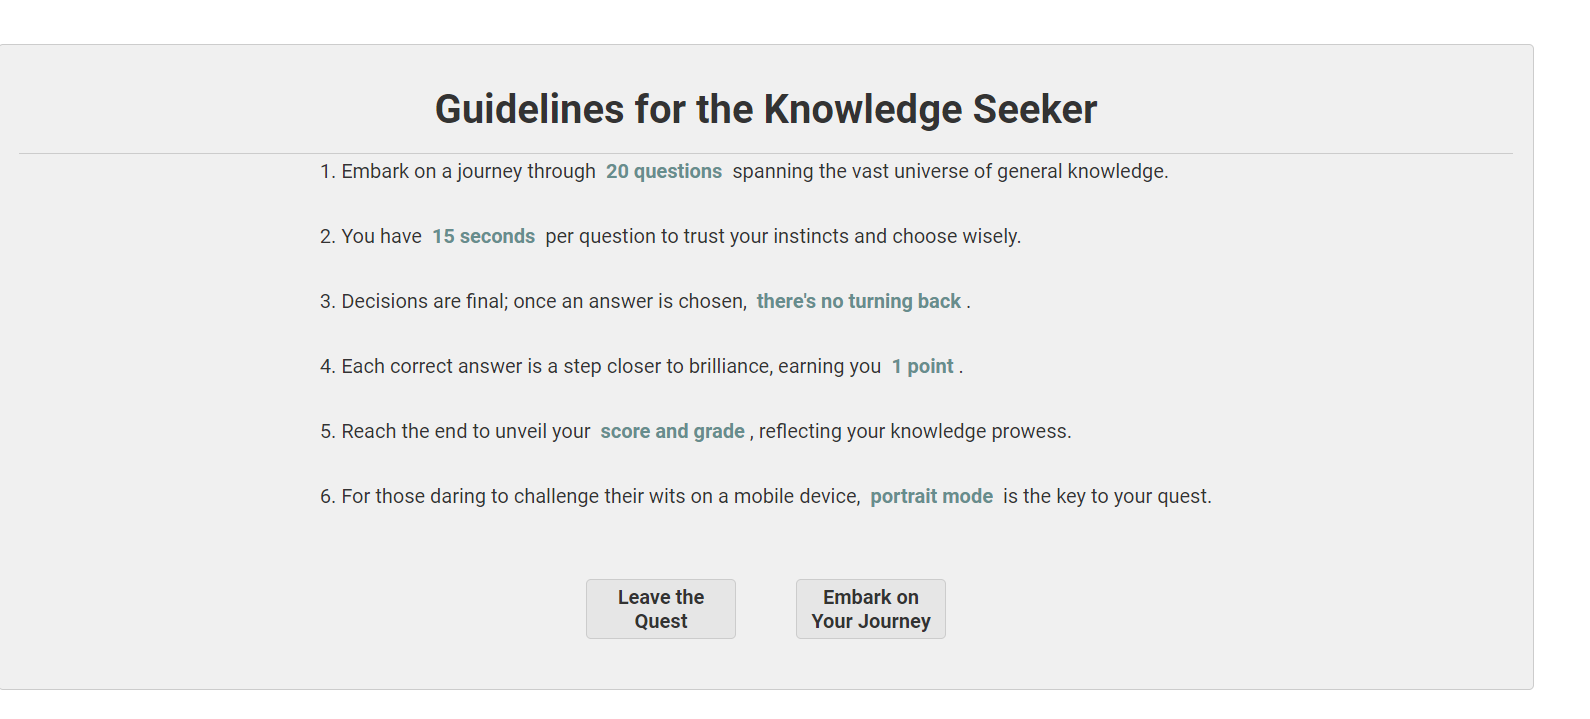 Guidelines for the Knowledge Seeker
1. Embark on a journey through 20 questions spanning the vast universe of general knowledge.
2. You have 15 seconds per question to trust your instincts and choose wisely.
3. Decisions are final; once an answer is chosen, there's no turning back .
4. Each correct answer is a step closer to brilliance, earning you 1 point .
5. Reach the end to unveil your score and grade , reflecting your knowledge prowess.
6. For those daring to challenge their wits on a mobile device, portrait mode is the key to your quest.
Leave the
Quest
Embark on
Your Journey